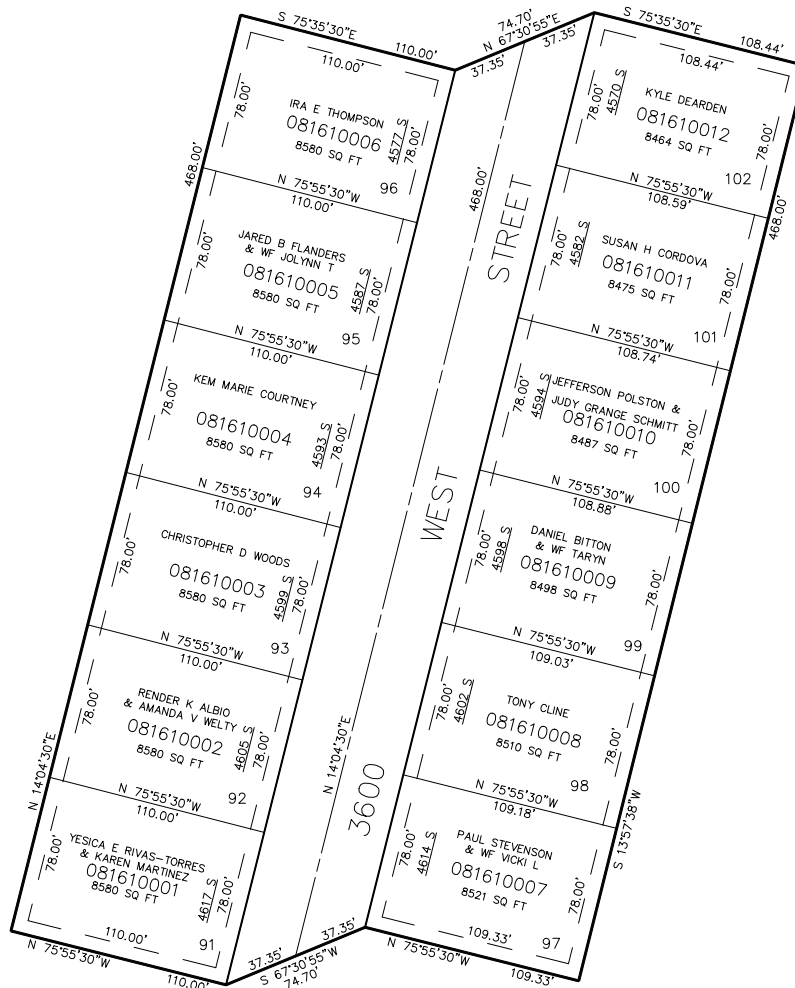 S 75°35'30"E
110.00'
110.00'
74.70'
N 67°30'55"E
37.35'
37.35'
S 75°35'30"E
108.44'
108.44'
468.00'
78.00'
IRA E THOMPSON
081610006
8580 SQ FT
4577 S
78.00'
96
N 75°55'30"W
110.00'
78.00'
JARED B FLANDERS
& WF JOLYNN T
081610005
8580 SQ FT
4587 S
78.00'
95
N 75°55'30"W
110.00'
78.00'
KEM MARIE COURTNEY
081610004
8580 SQ FT
4593 S
78.00'
94
N 75°55'30"W
110.00'
78.00'
CHRISTOPHER D WOODS
081610003
8580 SQ FT
4599 S
78.00'
93
N 75°55'30"W
110.00'
78.00'
RENDER K ALBIO
& AMANDA V WELTY
081610002
8580 SQ FT
4605 S
78.00'
92
N 14°04'30"E
N 75°55'30"W
110.00'
78.00'
YESICA E RIVAS-TORRES
& KAREN MARTINEZ
081610001
8580 SQ FT
4617 S
78.00'
91
110.00'
N 75°55'30"W
110.00'
468.00'
N 14°04'30"E
3600 WEST STREET
37.35'
37.35'
S 67°30'55"W
74.70'
78.00'
4570 S
KYLE DEARDEN
081610012
8464 SQ FT
78.00'
102
468.00'
N 75°55'30"W
108.59'
78.00'
4582 S
SUSAN H CORDOVA
081610011
8475 SQ FT
78.00'
101
N 75°55'30"W
108.74'
78.00'
4594 S
JEFFERSON POLSTON &
JUDY GRANGE SCHMITT
081610010
8487 SQ FT
78.00'
100
N 75°55'30"W
108.88'
78.00'
4598 S
DANIEL BITTON
& WF TARYN
081610009
8498 SQ FT
78.00'
99
N 75°55'30"W
109.03'
78.00'
4602 S
TONY CLINE
081610008
8510 SQ FT
78.00'
98
N 75°55'30"W
109.18'
S 13°57'38"W
78.00'
4614 S
PAUL STEVENSON
& WF VICKI L
081610007
8521 SQ FT
78.00'
97
109.33'
N 75°55'30"W
109.33'